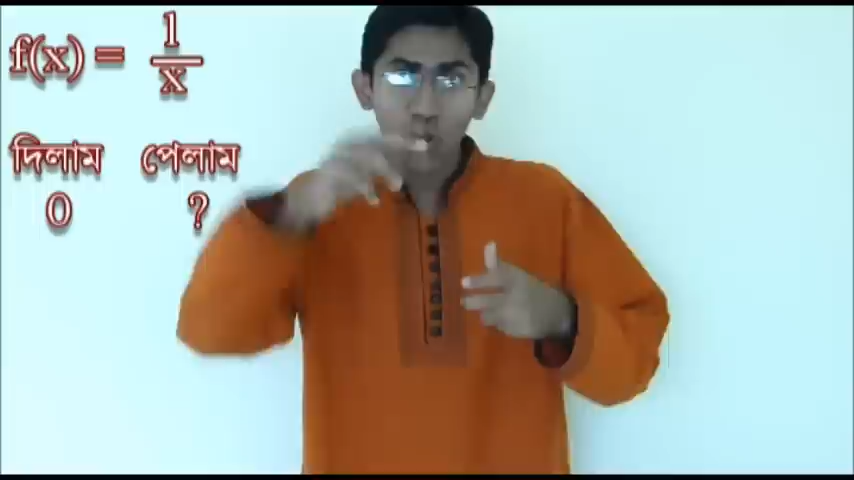 f(x) = 1/x
দিলাম পেলাম
0 ?